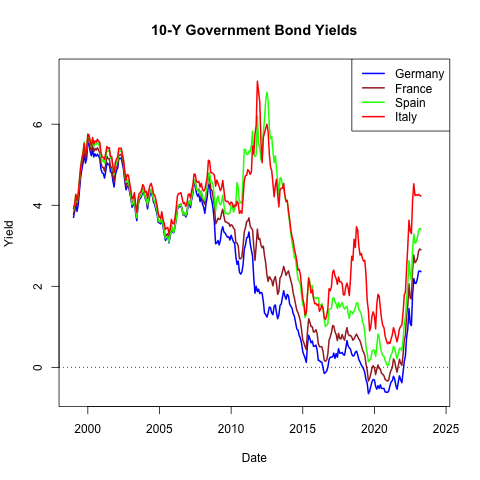 10-Y Government Bond Yields
Germany
France
Spain
Italy
Yield
6
4
2
0
2000 2005 2010 2015 2020 2025
Date